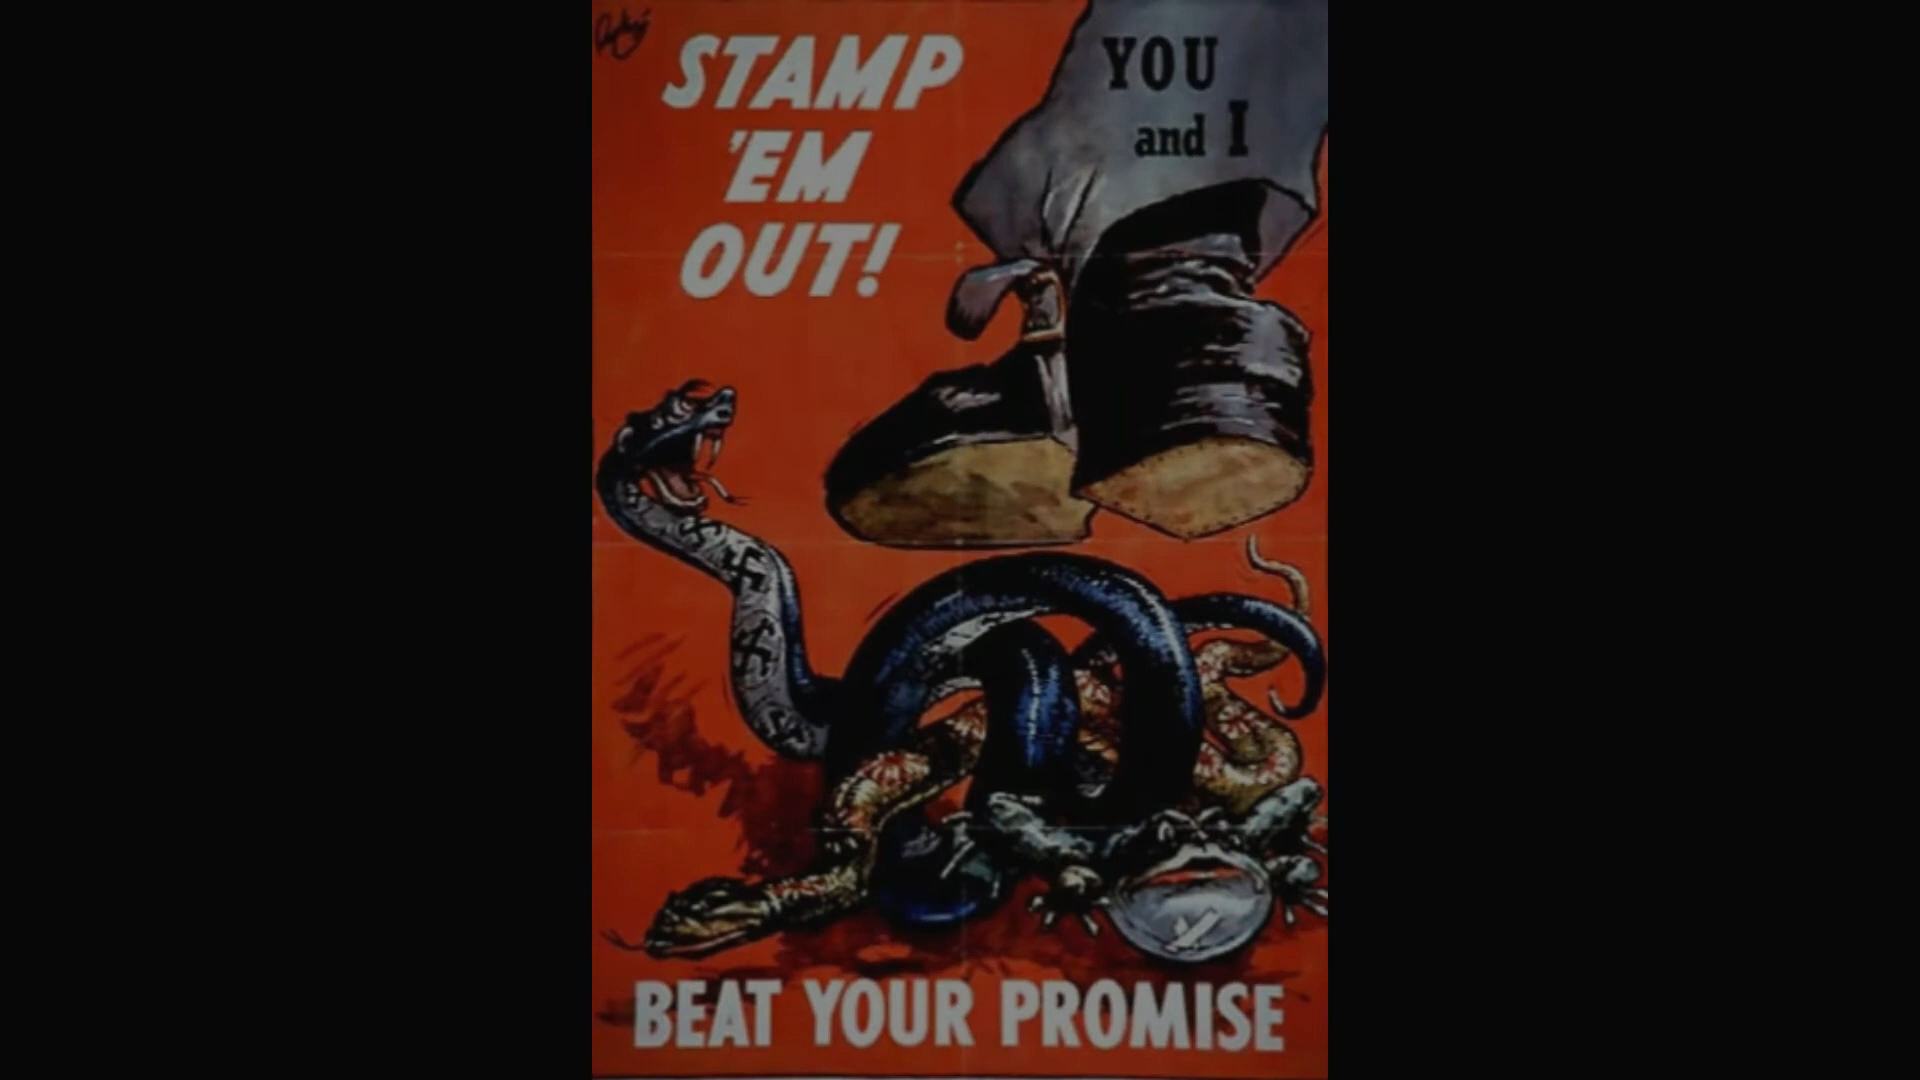 STAMP
'EM
OUT!
YOU
and I
BEAT YOUR PROMISE